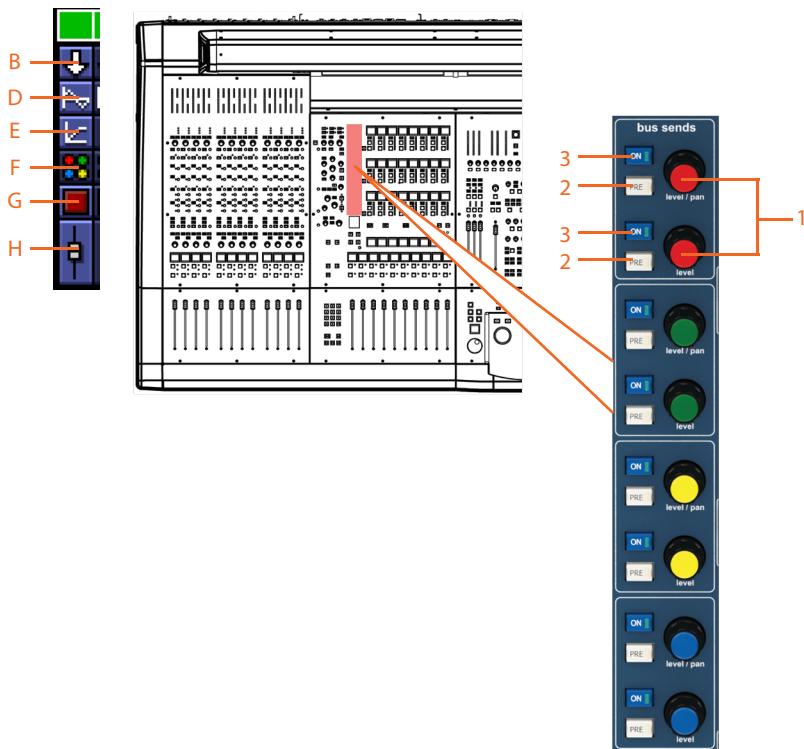 B
D
E
F
G
H
bus sends
ON
3
PRE
2
level / pan
1
ON
3
PRE
2
level
ON
PRE
level / pan
ON
PRE
level
ON
PRE
level / pan
ON
PRE
level
ON
PRE
level / pan
ON
PRE
level